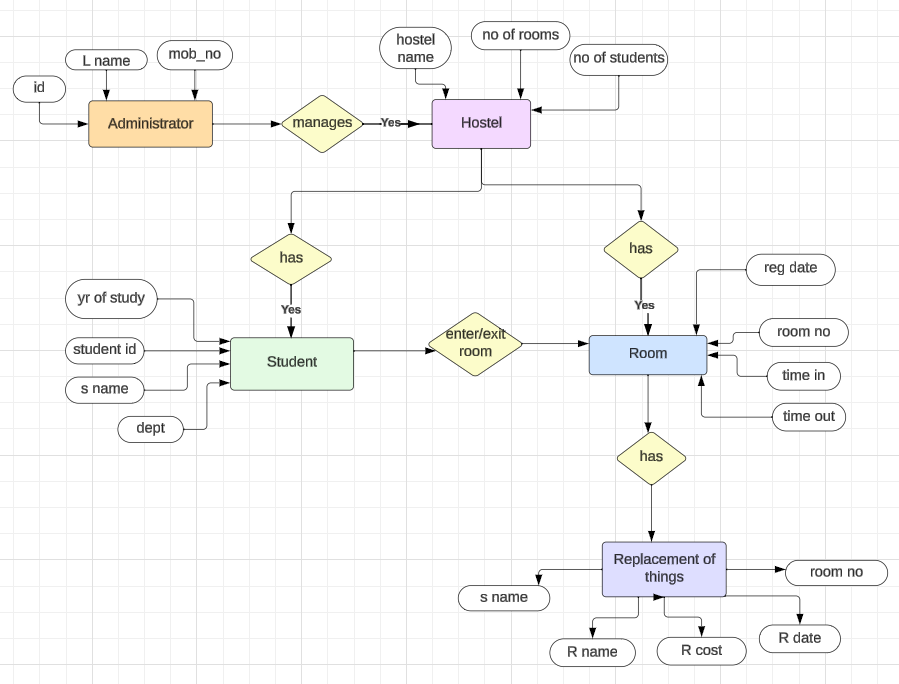 hostel
name
no of rooms
L name
mob_no
no of students
id
Administrator
manages
Yes
Hostel
has
has
reg date
yr of study
Yes
Yes
room no
student id
Student
enter/exit
room
Room
s name
time in
dept
time out
has
Replacement of
things
room no
s name
R name
R cost
R date